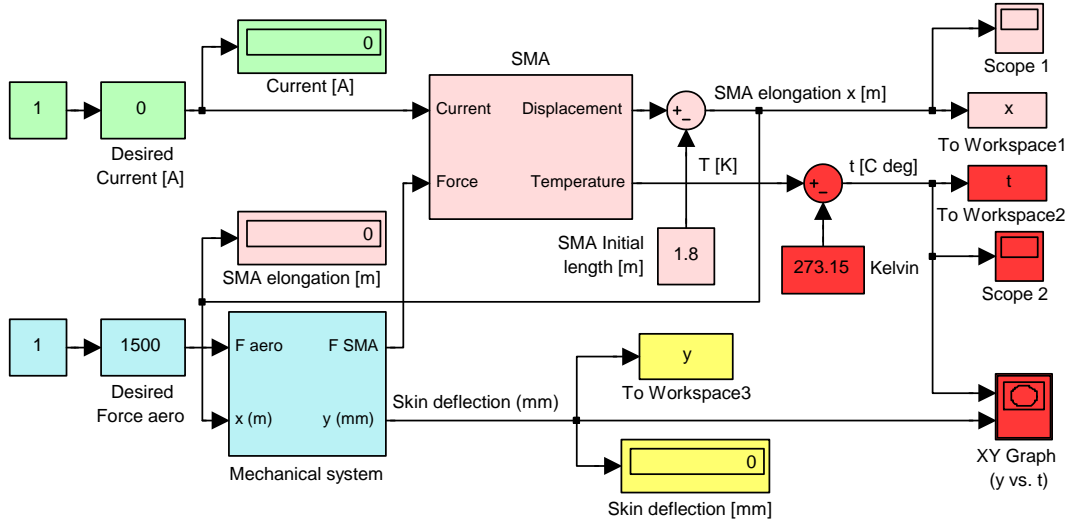 0
Current [A]
Scope 1
SMA
1
0
Desired
Current [A]
Current
Displacement
Force
Temperature
+
–
SMA elongation x [m]
x
To Workspace1
T [K]
+
–
t [C deg]
t
To Workspace2
0
SMA elongation [m]
SMA Initial
length [m]
1.8
273.15
Kelvin
Scope 2
1
1500
Desired
Force aero
F aero
F SMA
x (m)
y (mm)
Mechanical system
y
To Workspace3
Skin deflection (mm)
0
Skin deflection [mm]
XY Graph
(y vs. t)